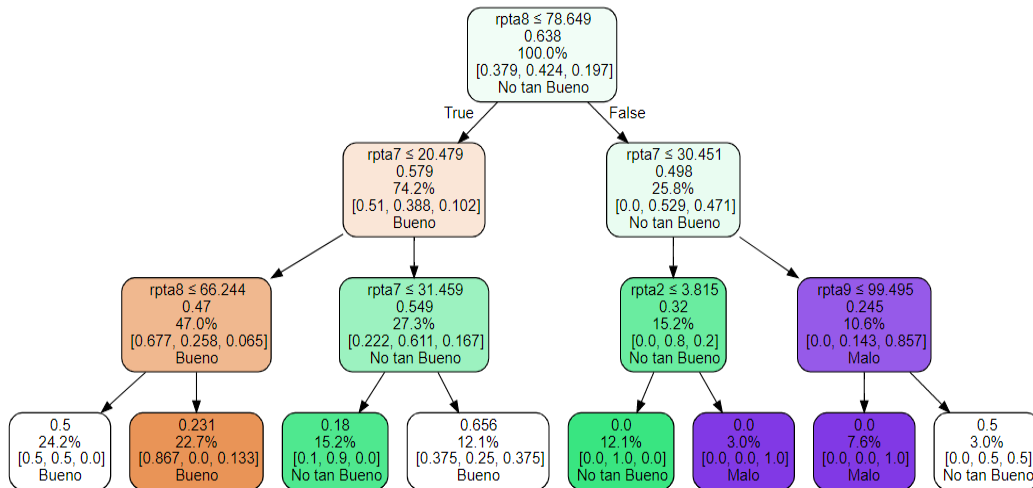 rpta8 ≤ 78.649
0.638
100.0%
[0.379, 0.424, 0.197]
No tan Bueno
True
False
rpta7 ≤ 20.479
0.579
74.2%
[0.51, 0.388, 0.102]
Bueno
rpta7 ≤ 30.451
0.498
25.8%
[0.0, 0.529, 0.471]
No tan Bueno
rpta8 ≤ 66.244
0.47
47.0%
[0.677, 0.258, 0.065]
Bueno
rpta7 ≤ 31.459
0.549
27.3%
[0.222, 0.611, 0.167]
No tan Bueno
rpta2 ≤ 3.815
0.32
15.2%
[0.0, 0.8, 0.2]
No tan Bueno
rpta9 ≤ 99.495
0.245
10.6%
[0.0, 0.143, 0.857]
Malo
0.5
24.2%
[0.5, 0.5, 0.0]
Bueno
0.231
22.7%
[0.867, 0.0, 0.133]
Bueno
0.18
15.2%
[0.1, 0.9, 0.0]
No tan Bueno
0.656
12.1%
[0.375, 0.25, 0.375]
Bueno
0.0
12.1%
[0.0, 1.0, 0.0]
No tan Bueno
0.0
3.0%
[0.0, 0.0, 1.0]
Malo
0.0
7.6%
[0.0, 0.0, 1.0]
Malo
0.5
3.0%
[0.0, 0.5, 0.5]
No tan Bueno